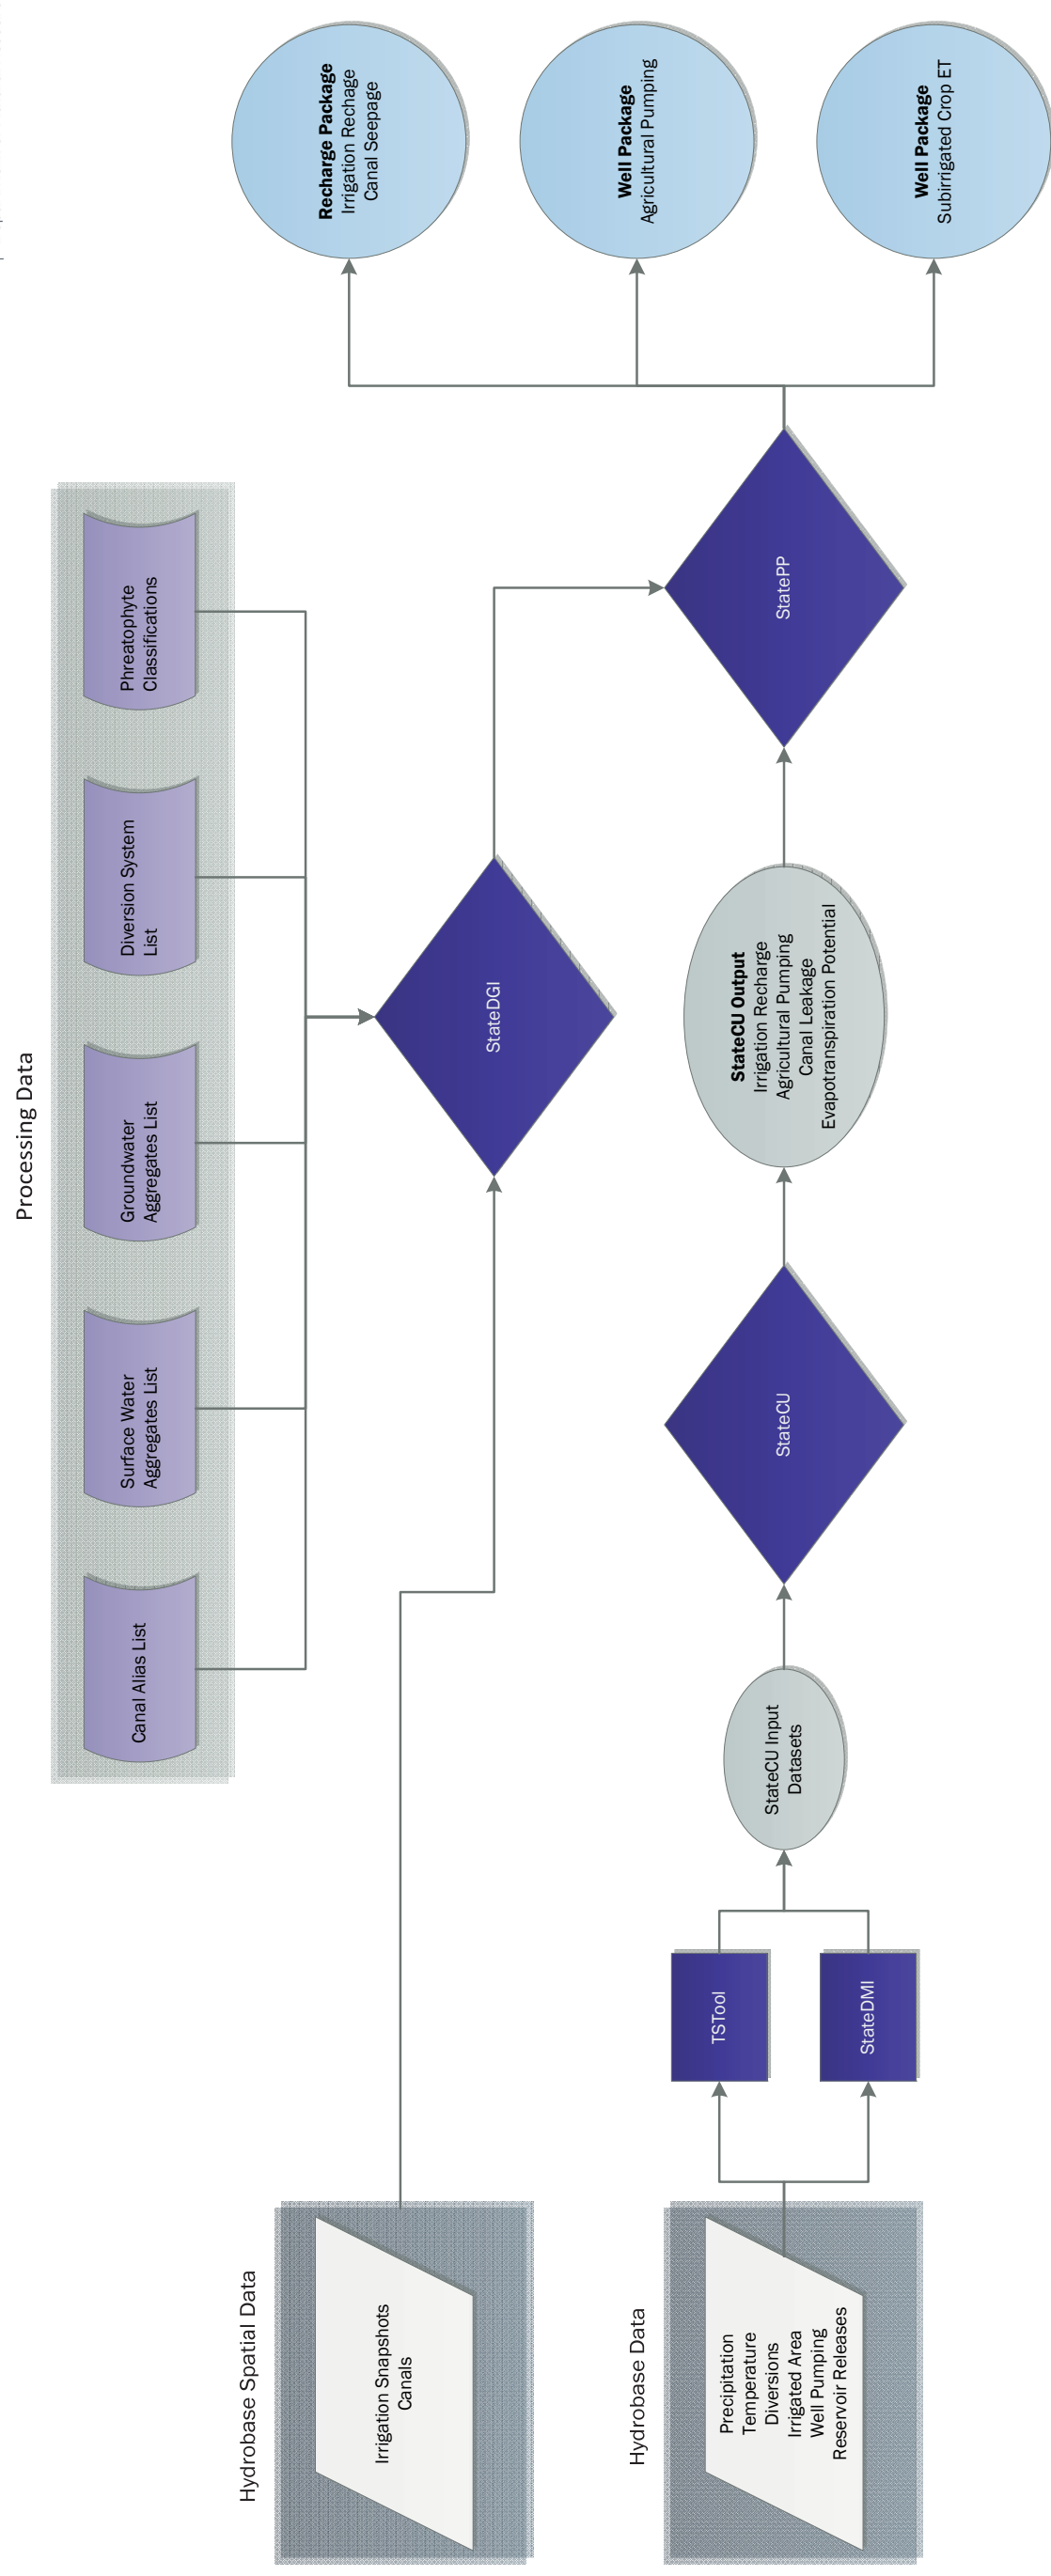 Processing Data
Canal Alias List
Surface Water
Aggregates List
Groundwater
Aggregates List
Diversion System
List
Phreatophyte
Classifications
Hydrobase Spatial Data
Irrigation Snapshots
Canals
StateDGI
Hydrobase Data
Precipitation
Temperature
Diversions
Irrigated Area
Well Pumping
Reservoir Releases
TSTool
StateDMI
StateCU Input
Datasets
StateCU
StateCU Output
Irrigation Recharge
Agricultural Pumping
Canal Leakage
Evapotranspiration Potential
StatePP
Recharge Package
Irrigation Rechage
Canal Seepage
Well Package
Agricultural Pumping
Well Package
Subirrigated Crop ET